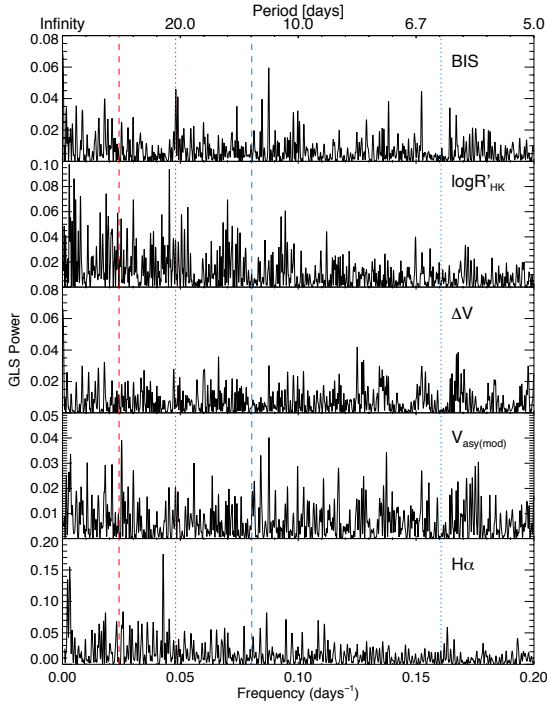 Period [days]
Infinity 20.0 10.0 6.7 5.0
0.08
0.06
0.04
0.02
BIS
0.10
0.08
0.06
0.04
0.02
logR'HK
0.08
0.06
0.04
0.02
ΔV
GLS Power
0.05
0.04
0.03
0.02
0.01
Vasy(mod)
0.20
0.15
0.10
0.05
0.00
Hα
0.00 0.05 0.10 0.15 0.20
Frequency (days⁻¹)